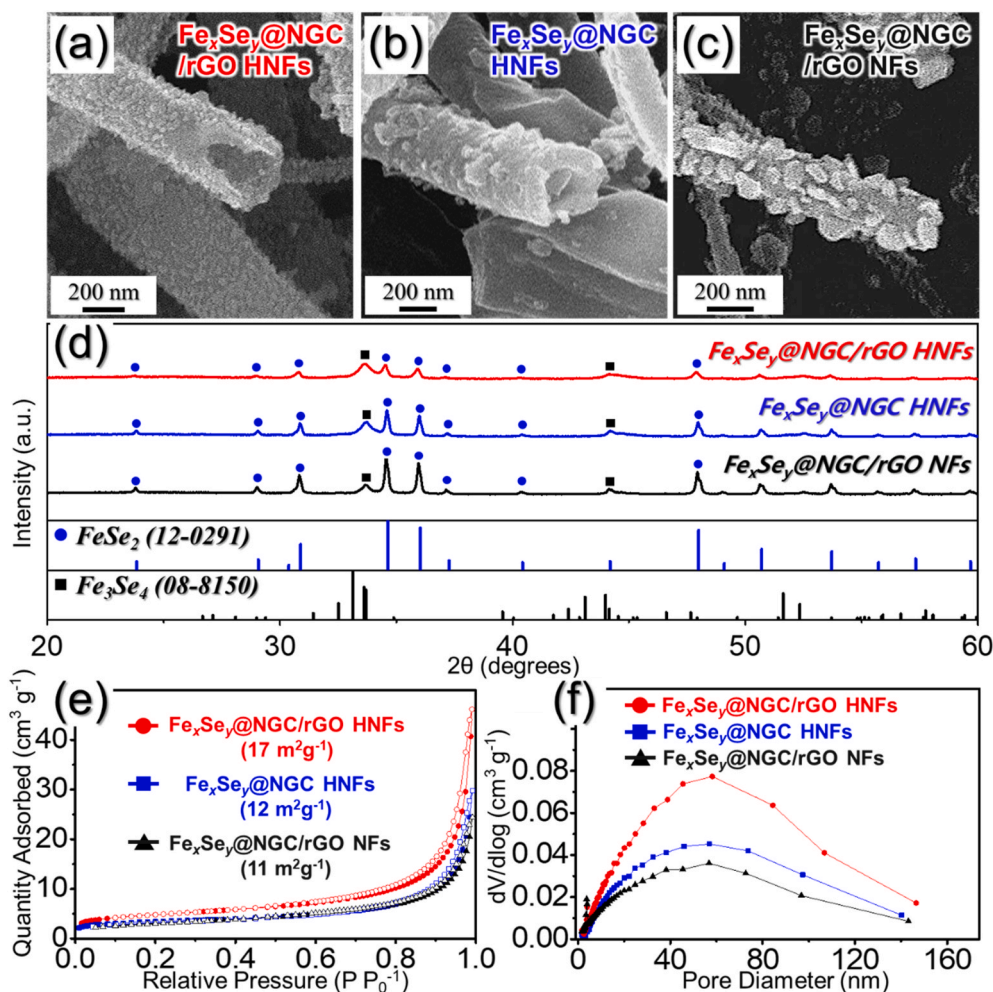 (a)
FexSey@NGC
/rGO HNFs
200 nm
(b)
FexSey@NGC
HNFs
200 nm
(c)
FexSey@NGC
/rGO NFs
200 nm
(d)
FexSey@NGC/rGO HNFs
FexSey@NGC HNFs
FexSey@NGC/rGO NFs
FeSe2 (12-0291)
Fe3Se4 (08-8150)
Intensity (a.u.)
20 30 40 50 60
2θ (degrees)
(e)
FexSey@NGC/rGO HNFs
(17 m²g⁻¹)
FexSey@NGC HNFs
(12 m²g⁻¹)
FexSey@NGC/rGO NFs
(11 m²g⁻¹)
Quantity Adsorbed (cm³ g⁻¹)
40
30
20
10
0
0.0 0.2 0.4 0.6 0.8 1.0
Relative Pressure (P P₀⁻¹)
(f)
FexSey@NGC/rGO HNFs
FexSey@NGC HNFs
FexSey@NGC/rGO NFs
dV/dlog (cm³ g⁻¹)
0.08
0.06
0.04
0.02
0.00
0 40 80 120 160
Pore Diameter (nm)